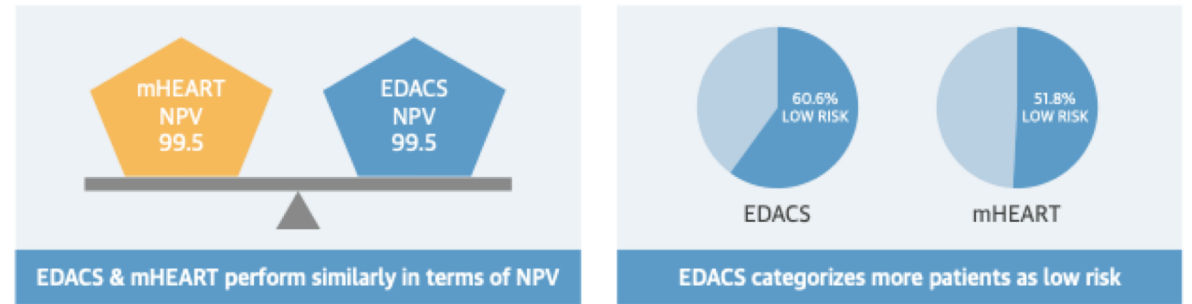 mHEART
NPV
99.5
EDACS
NPV
99.5
EDACS & mHEART perform similarly in terms of NPV
60.6%
LOW RISK
51.8%
LOW RISK
EDACS
mHEART
EDACS categorizes more patients as low risk